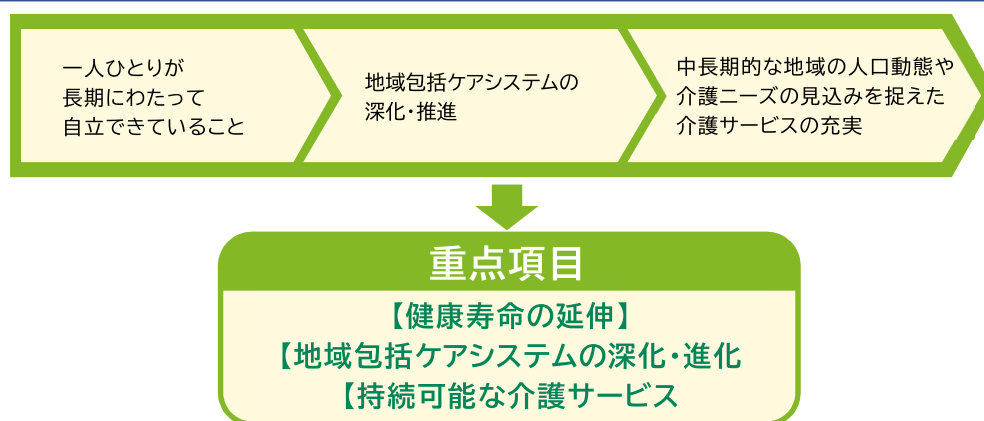 一人ひとりが
長期にわたって
自立できていること
地域包括ケアシステムの
深化・推進
中長期的な地域の人口動態や
介護ニーズの見込みを捉えた
介護サービスの充実
重点項目
【健康寿命の延伸】
【地域包括ケアシステムの深化・進化
【持続可能な介護サービス